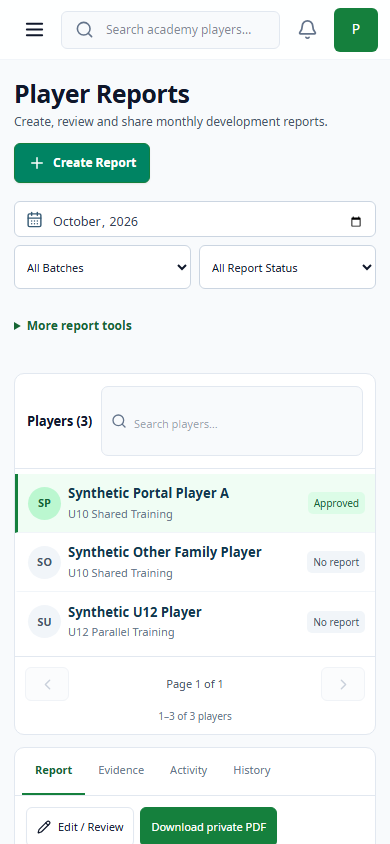 Search academy players...
P
Player Reports
Create, review and share monthly development reports.
Create Report
October, 2026
All Batches
All Report Status
More report tools
Players (3)
Search players...
SP
Synthetic Portal Player A
U10 Shared Training
Approved
SO
Synthetic Other Family Player
U10 Shared Training
No report
SU
Synthetic U12 Player
U12 Parallel Training
No report
Page 1 of 1
1–3 of 3 players
Report Evidence Activity History
Edit / Review
Download private PDF